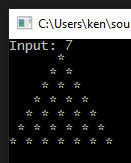 C:\Users\ken\sou
Input: 7
      *
     * *
    * * *
   * * * *
  * * * * *
 * * * * * *
* * * * * * *